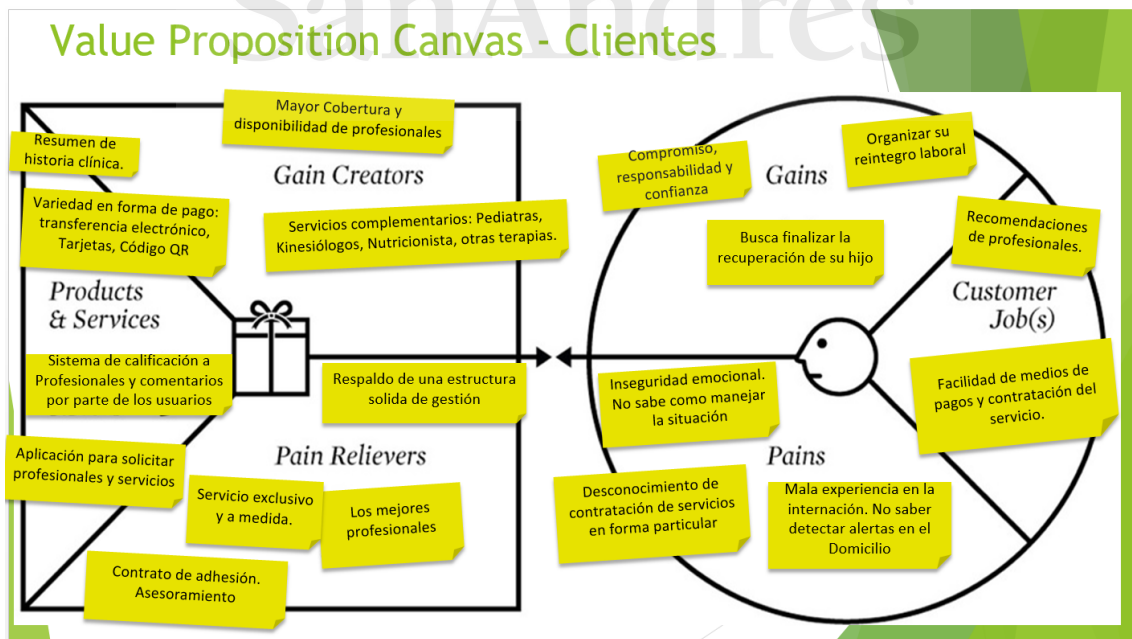 SanAndrés
Value Proposition Canvas - Clientes
Mayor Cobertura y
disponibilidad de profesionales
Resumen de
historia clínica.
Gain Creators
Variedad en forma de pago:
transferencia electrónico,
Tarjetas, Código QR
Servicios complementarios: Pediatras,
Kinesiólogos, Nutricionista, otras terapias.
Products
& Services
Sistema de calificación a
Profesionales y comentarios
por parte de los usuarios
Respaldo de una estructura
solida de gestión
Aplicación para solicitar
profesionales y servicios
Pain Relievers
Servicio exclusivo
y a medida.
Los mejores
profesionales
Contrato de adhesión.
Asesoramiento
Compromiso,
responsabilidad y
confianza
Gains
Organizar su
reintegro laboral
Busca finalizar la
recuperación de su hijo
Recomendaciones
de profesionales.
Customer
Job(s)
Inseguridad emocional.
No sabe como manejar
la situación
Facilidad de medios de
pagos y contratación del
servicio.
Pains
Desconocimiento de
contratación de servicios
en forma particular
Mala experiencia en la
internación. No saber
detectar alertas en el
Domicilio